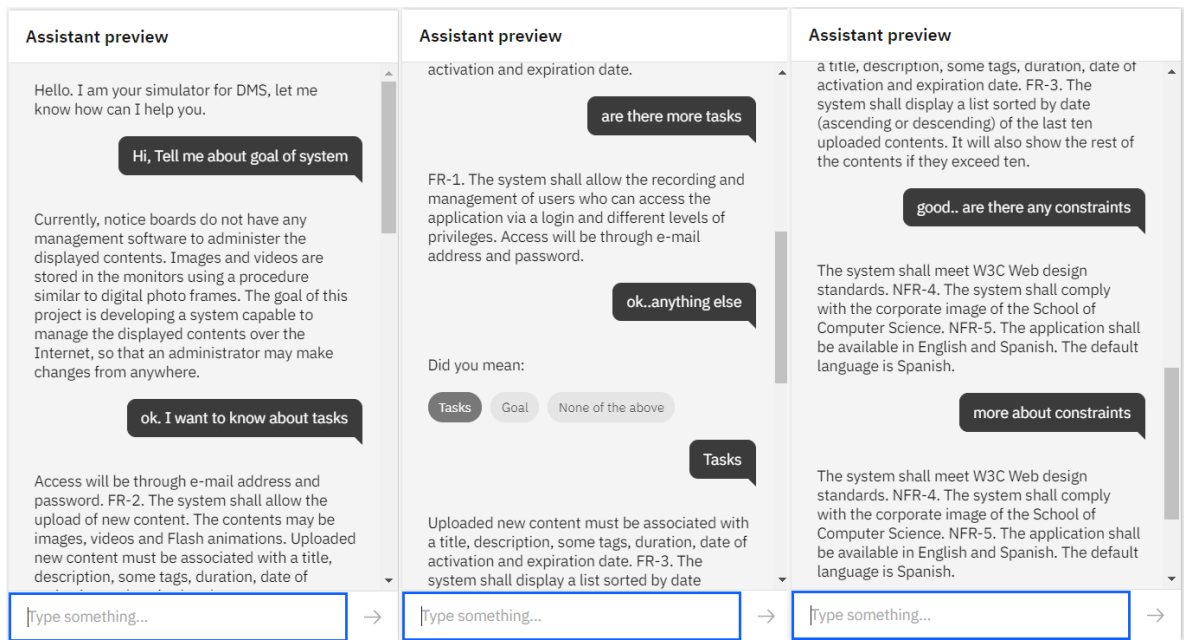 Assistant preview
Hello. I am your simulator for DMS, let me
know how can I help you.
Hi, Tell me about goal of system
Currently, notice boards do not have any
management software to administer the
displayed contents. Images and videos are
stored in the monitors using a procedure
similar to digital photo frames. The goal of this
project is developing a system capable to
manage the displayed contents over the
Internet, so that an administrator may make
changes from anywhere.
ok. I want to know about tasks
Access will be through e-mail address and
password. FR-2. The system shall allow the
upload of new content. The contents may be
images, videos and Flash animations. Uploaded
new content must be associated with a title,
description, some tags, duration, date of
Type something...
Assistant preview
activation and expiration date.
are there more tasks
FR-1. The system shall allow the recording and
management of users who can access the
application via a login and different levels of
privileges. Access will be through e-mail
address and password.
ok..anything else
Did you mean:
Tasks Goal None of the above
Tasks
Uploaded new content must be associated with
a title, description, some tags, duration, date of
activation and expiration date. FR-3. The
system shall display a list sorted by date
Type something...
Assistant preview
a title, description, some tags, duration, date of
activation and expiration date. FR-3. The
system shall display a list sorted by date
(ascending or descending) of the last ten
uploaded contents. It will also show the rest of
the contents if they exceed ten.
good.. are there any constraints
The system shall meet W3C Web design
standards. NFR-4. The system shall comply
with the corporate image of the School of
Computer Science. NFR-5. The application shall
be available in English and Spanish. The default
language is Spanish.
more about constraints
The system shall meet W3C Web design
standards. NFR-4. The system shall comply
with the corporate image of the School of
Computer Science. NFR-5. The application shall
be available in English and Spanish. The default
language is Spanish.
Type something...